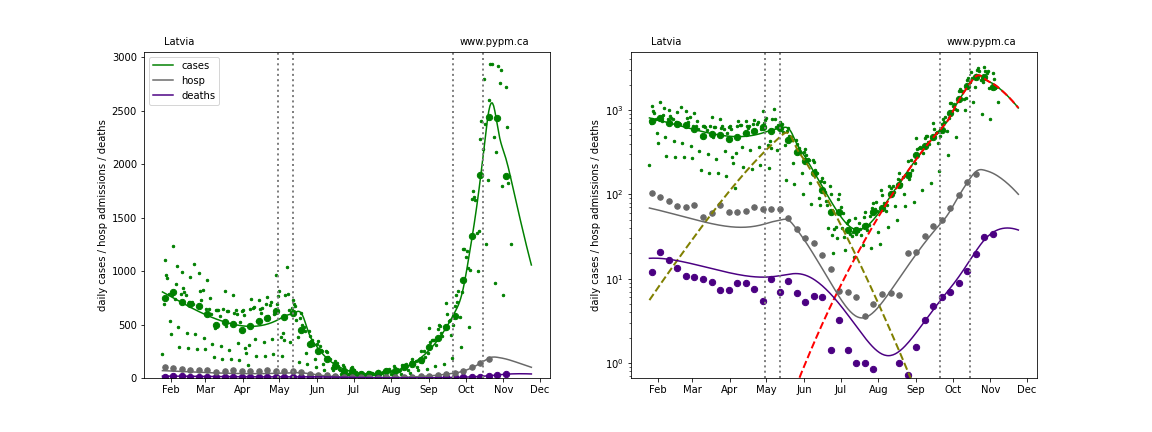 Latvia www.pypm.ca
daily cases / hosp admissions / deaths
3000
2500
2000
1500
1000
500
0
cases
hosp
deaths
Feb Mar Apr May Jun Jul Aug Sep Oct Nov Dec
Latvia www.pypm.ca
daily cases / hosp admissions / deaths
10³
10²
10¹
10⁰
Feb Mar Apr May Jun Jul Aug Sep Oct Nov Dec